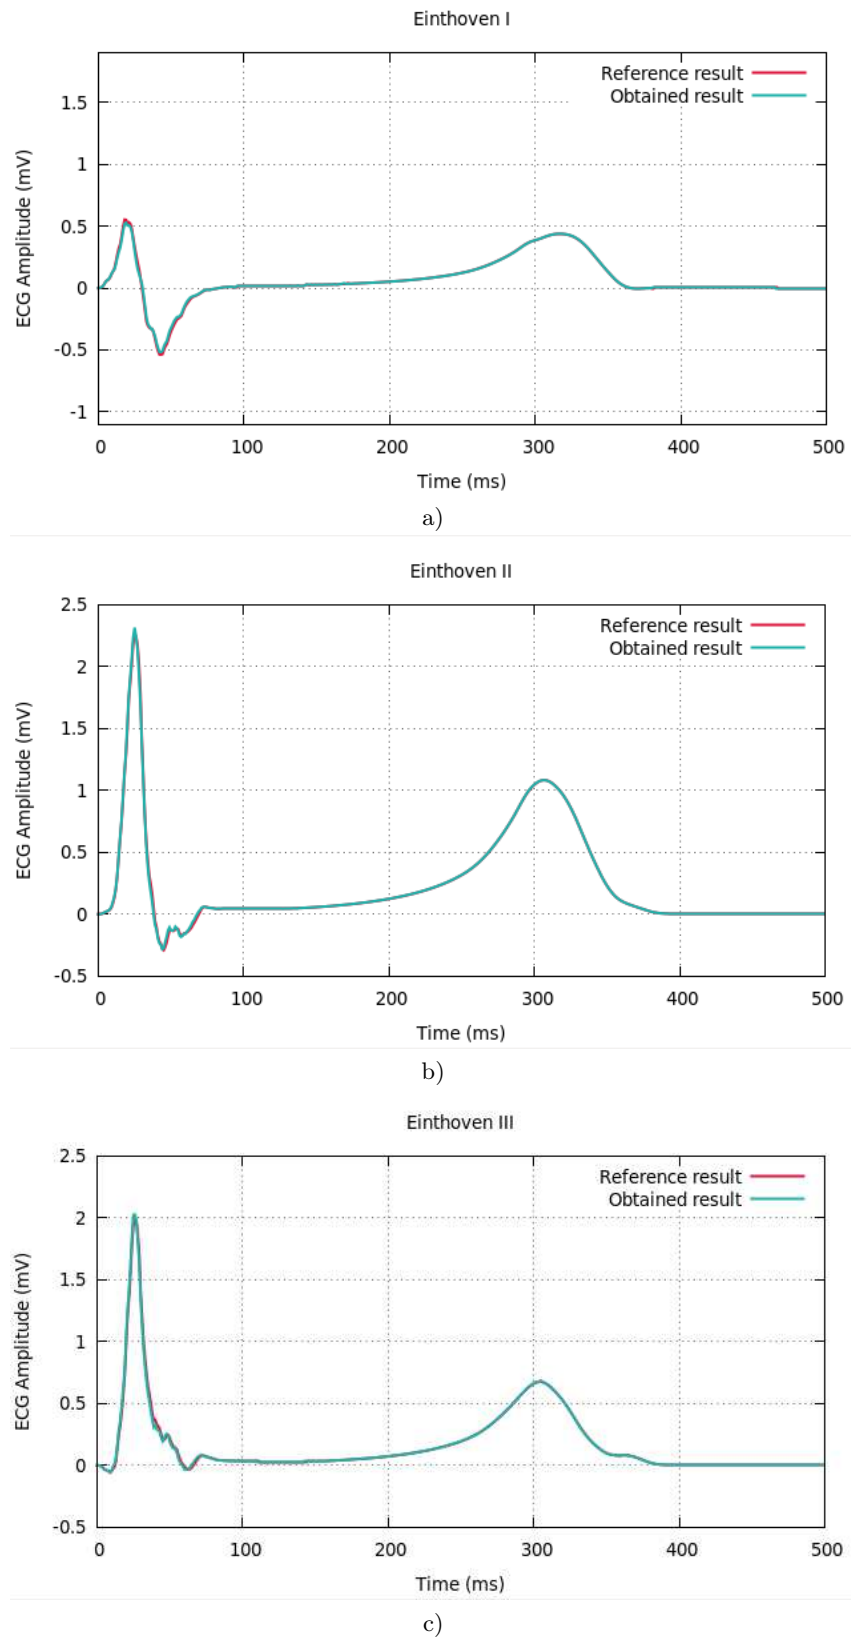 Einthoven I
Reference result
Obtained result
ECG Amplitude (mV)
1.5
1
0.5
0
-0.5
-1
0 100 200 300 400 500
Time (ms)
a)
Einthoven II
Reference result
Obtained result
ECG Amplitude (mV)
2.5
2
1.5
1
0.5
0
-0.5
0 100 200 300 400 500
Time (ms)
b)
Einthoven III
Reference result
Obtained result
ECG Amplitude (mV)
2.5
2
1.5
1
0.5
0
-0.5
0 100 200 300 400 500
Time (ms)
c)